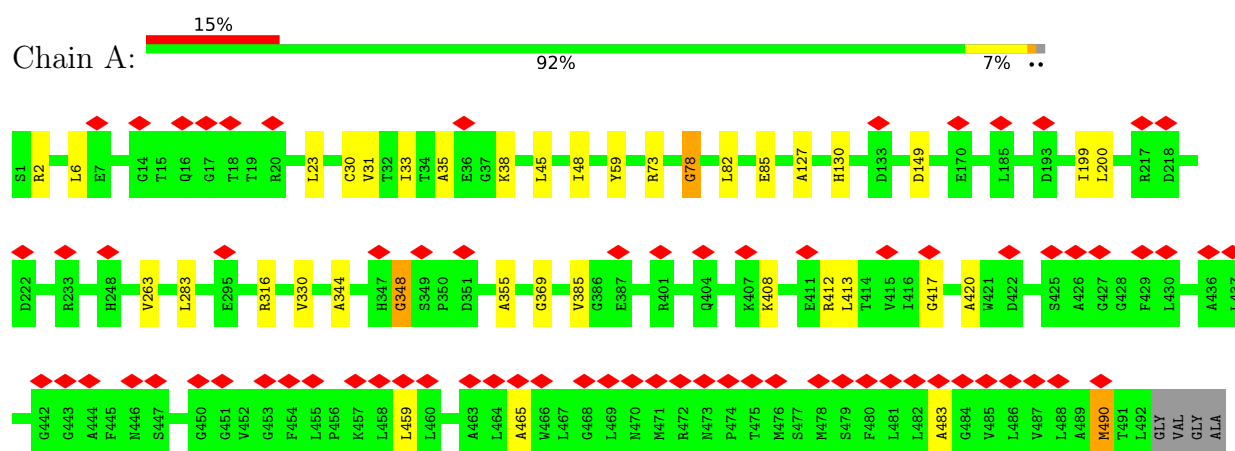 15%
Chain A:
92% 7% ••
S1 R2 L6 E7 G14 T15 Q16 G17 T18 T19 R20 L23 C30 V31 T32 I33 T34 A35 E36 G37 K38 L45 I48 Y59 R73 G78 L82 E85 A127 H130 D133 D149 E170 L185 D193 I199 L200 R217 D218
D222 R233 H248 V263 L283 E295 R316 V330 A344 H347 G348 S349 P350 D351 A355 G369 V385 G386 E387 R401 Q404 K407 K408 E411 R412 L413 T414 V415 I416 G417 A420 W421 D422 S425 A426 G427 G428 F429 L430 A436 L437
G442 G443 A444 F445 N446 S447 G450 G451 V452 G453 F454 L455 P456 K457 L458 L459 L460 A463 L464 A465 W466 L467 G468 L469 N470 M471 R472 N473 P474 T475 M476 S477 M478 S479 F480 L481 L482 A483 G484 V485 L486 V487 L488 A489 M490 T491 L492 GLY VAL GLY ALA